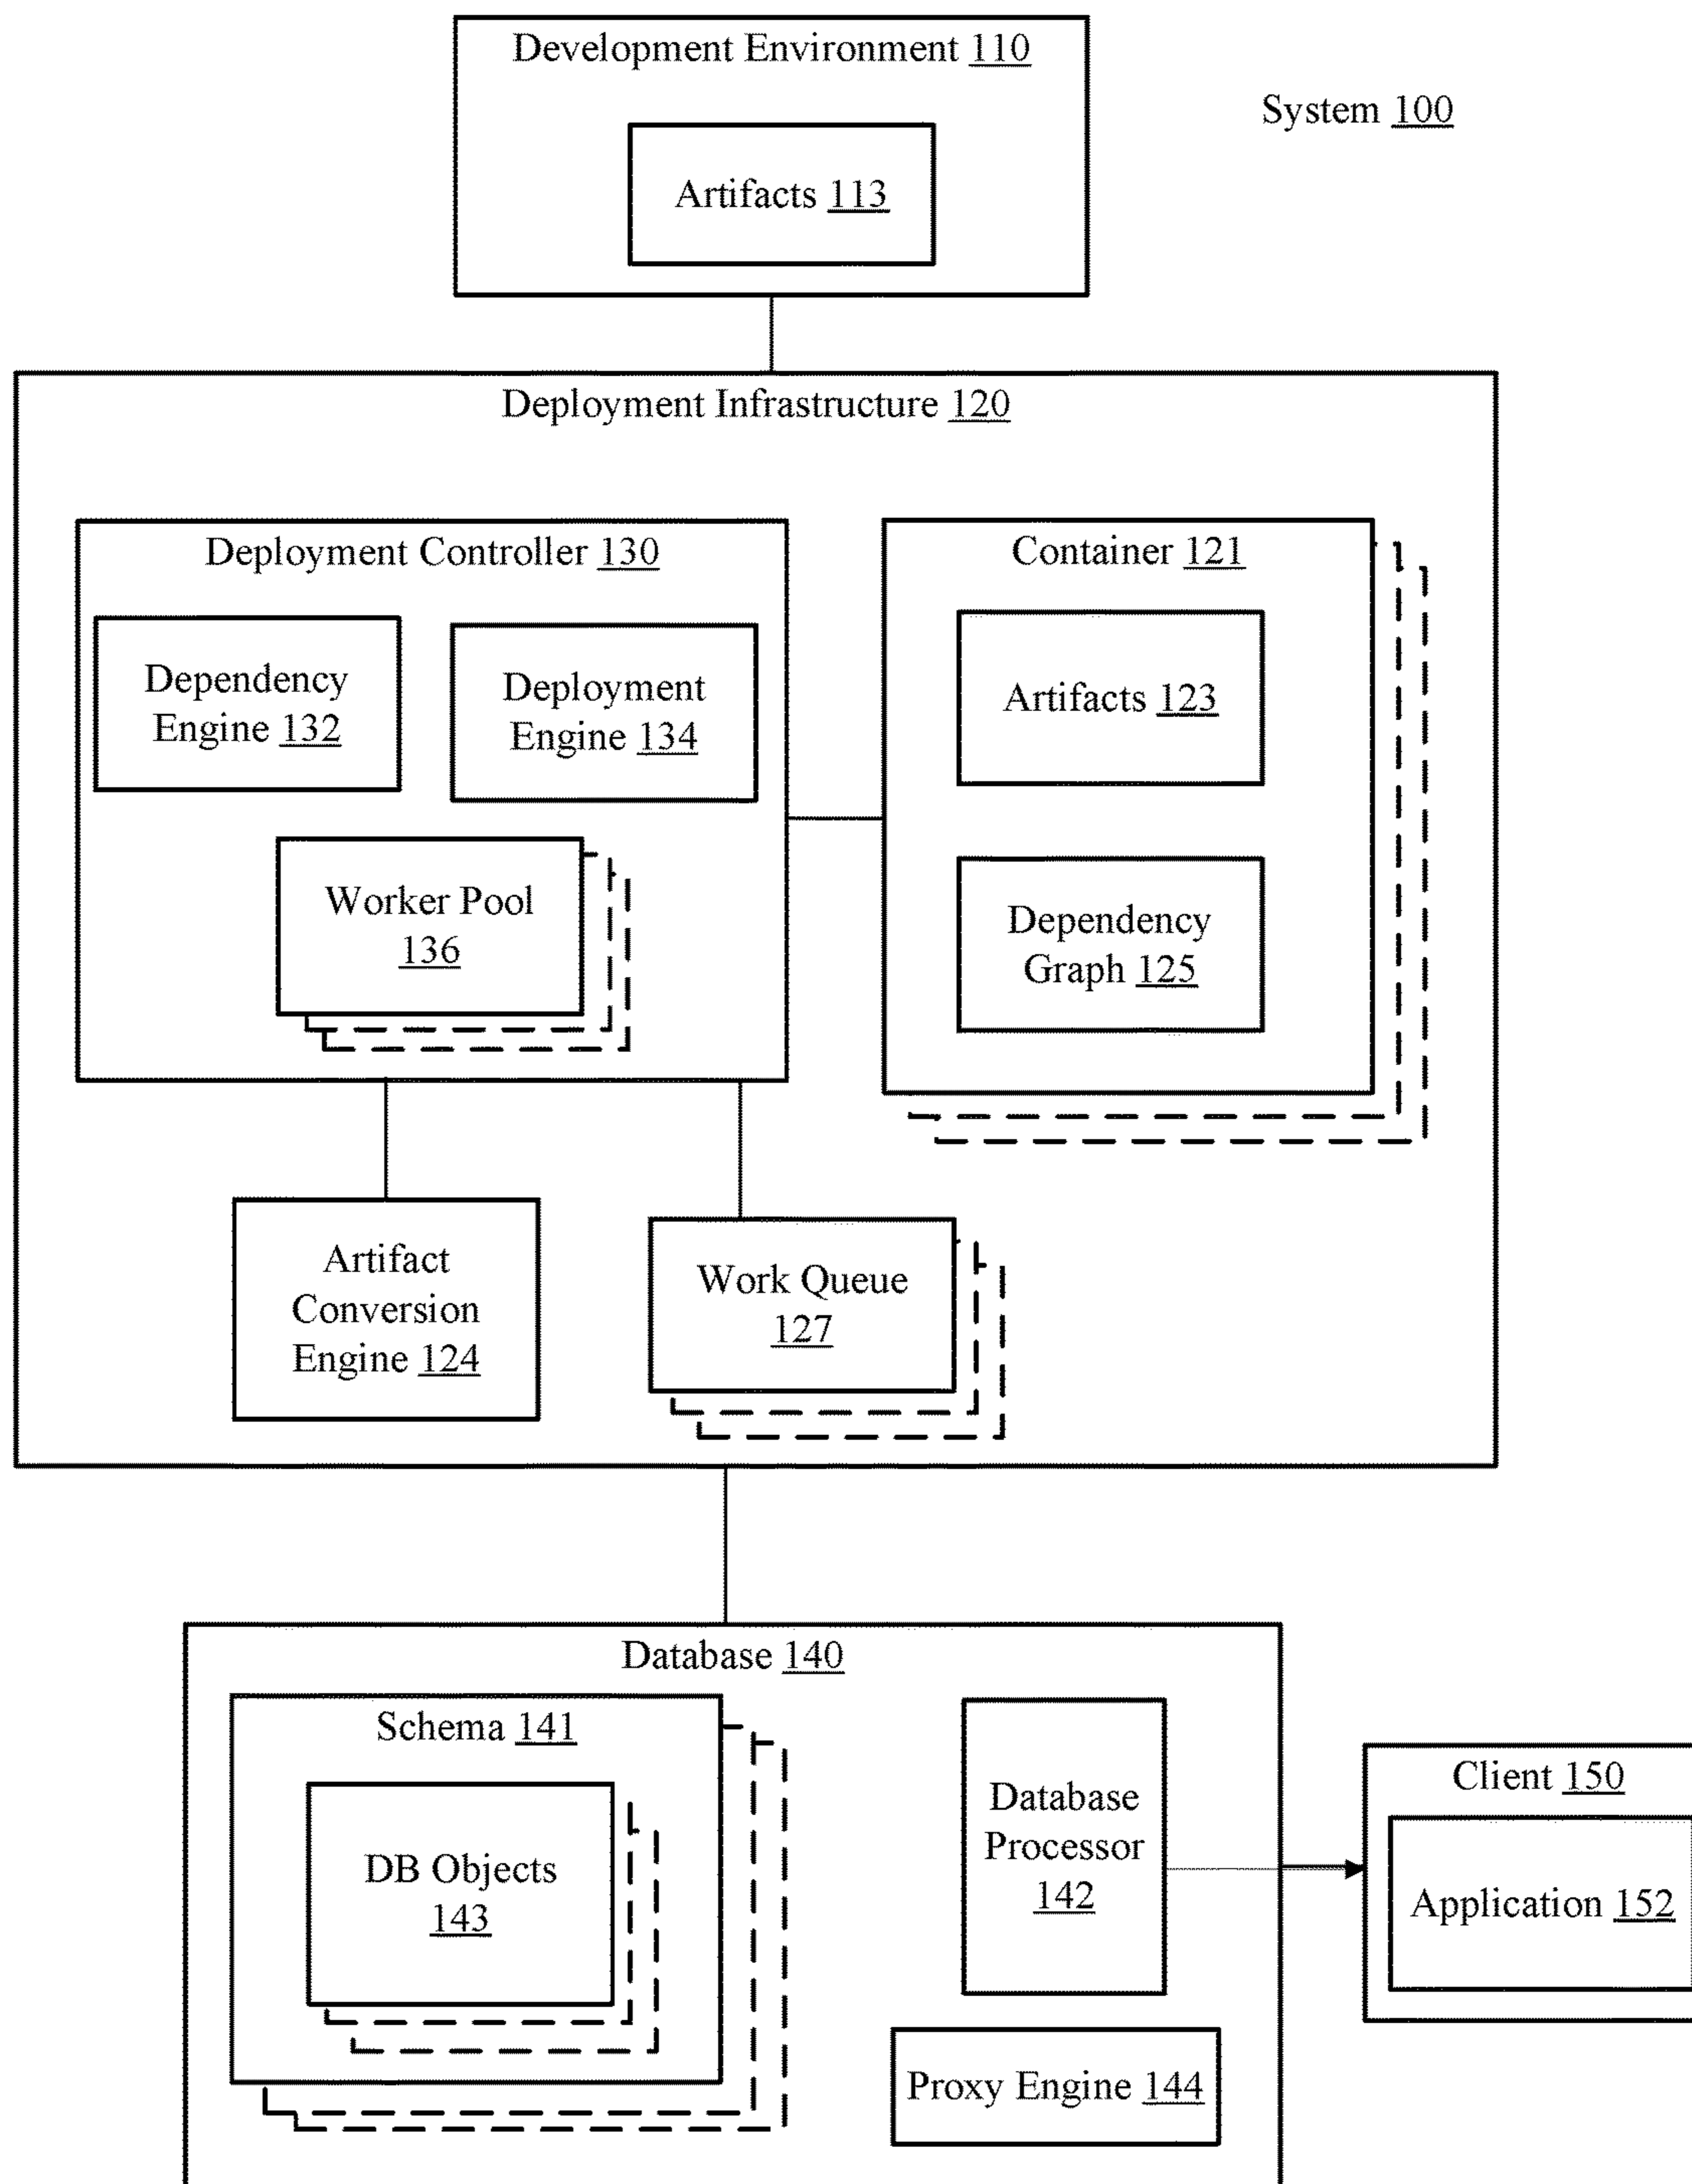 Development Environment 110
System 100
Artifacts 113
Deployment Infrastructure 120
Deployment Controller 130
Dependency
Engine 132
Deployment
Engine 134
Worker Pool
136
Container 121
Artifacts 123
Dependency
Graph 125
Artifact
Conversion
Engine 124
Work Queue
127
Database 140
Schema 141
DB Objects
143
Database
Processor
142
Proxy Engine 144
Client 150
Application 152